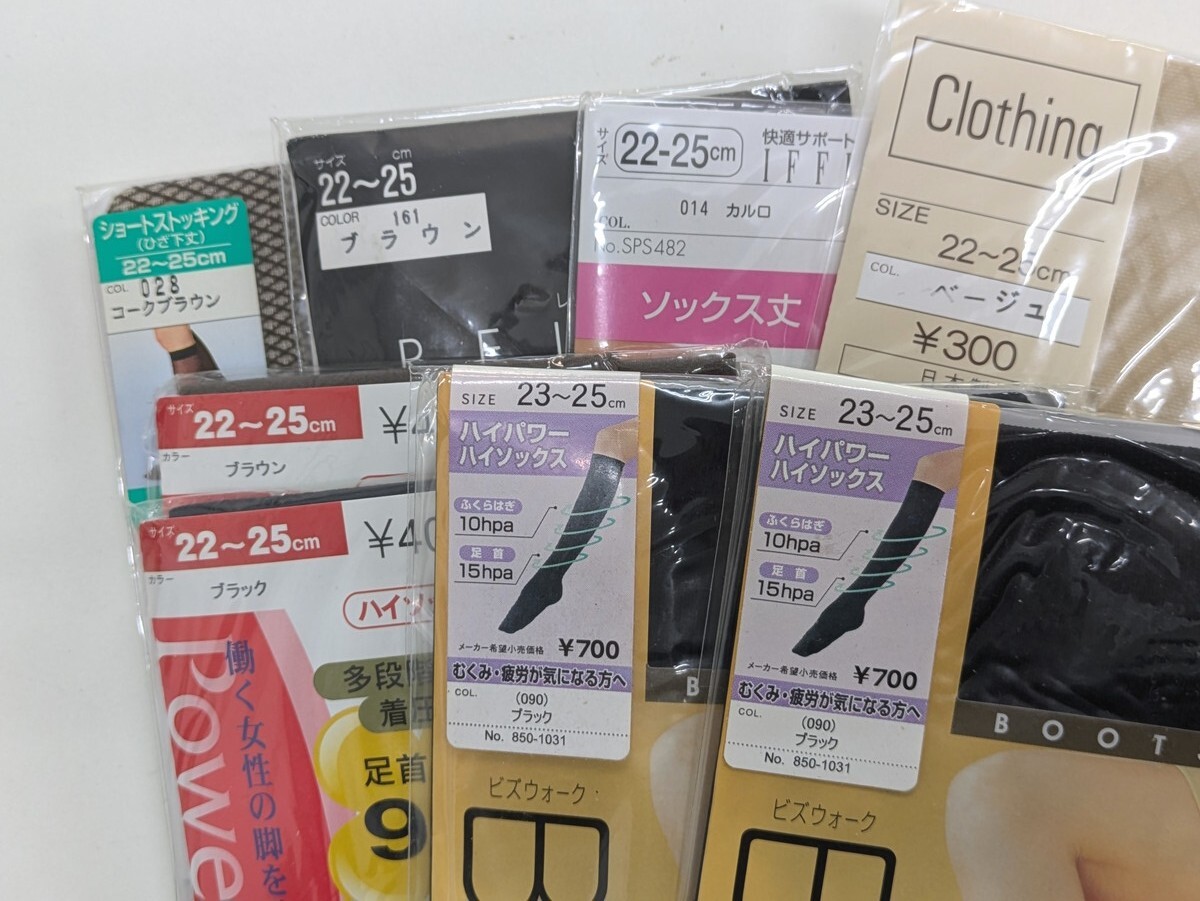 ショートストッキング
(ひざ下丈)
22〜25cm
COL. 028
コークブラウン
サイズ cm
22〜25
COLOR 161
ブラウン
サイズ 22-25cm
快適サポート
COL. 014 カルロ
No.SPS482
ソックス丈
Clothing
SIZE
22〜25cm
COL.
ベージュ
¥300
サイズ
22〜25cm
カラー
ブラウン
サイズ
22〜25cm
¥40
カラー
ブラック
働く女性の脚を
足首
9
SIZE 23〜25cm
ハイパワー
ハイソックス
ふくらはぎ
10hpa
足首
15hpa
メーカー希望小売価格 ¥700
むくみ・疲労が気になる方へ
COL.
(090)
ブラック
No. 850-1031
ビズウォーク
SIZE 23〜25cm
ハイパワー
ハイソックス
ふくらはぎ
10hpa
足首
15hpa
メーカー希望小売価格 ¥700
むくみ・疲労が気になる方へ
COL.
(090)
ブラック
No. 850-1031
BOOT
ビズウォーク